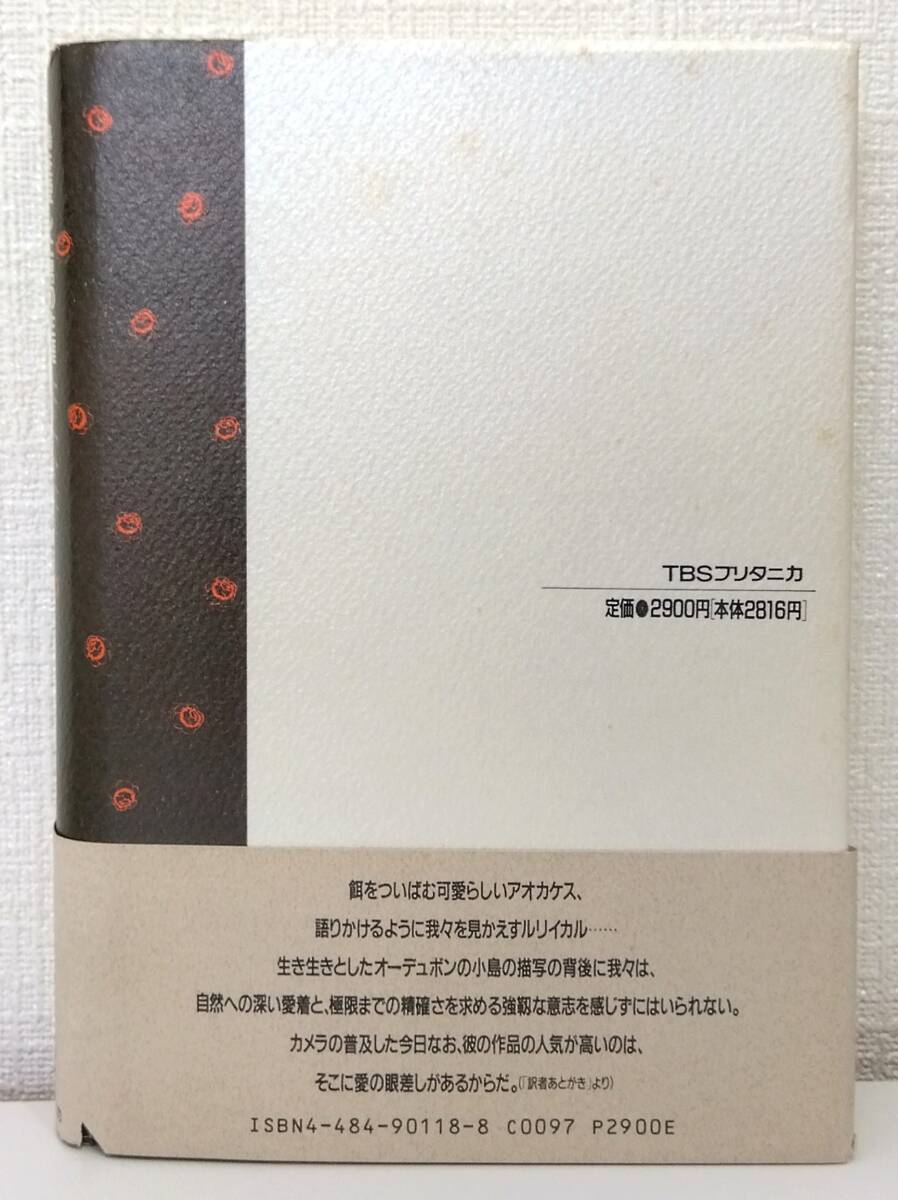 TBSブリタニカ
定価●2900円[本体2816円]
餌をついばむ可愛らしいアオカケス、
語りかけるように我々を見かえすルリイカル……
生き生きとしたオーデュボンの小鳥の描写の背後に我々は、
自然への深い愛着と、極限までの精確さを求める強靱な意志を感じずにはいられない。
カメラの普及した今日なお、彼の作品の人気が高いのは、
そこに愛の眼差しがあるからだ。(「訳者あとがき」より)
ISBN4-484-90118-8 C0097 P2900E